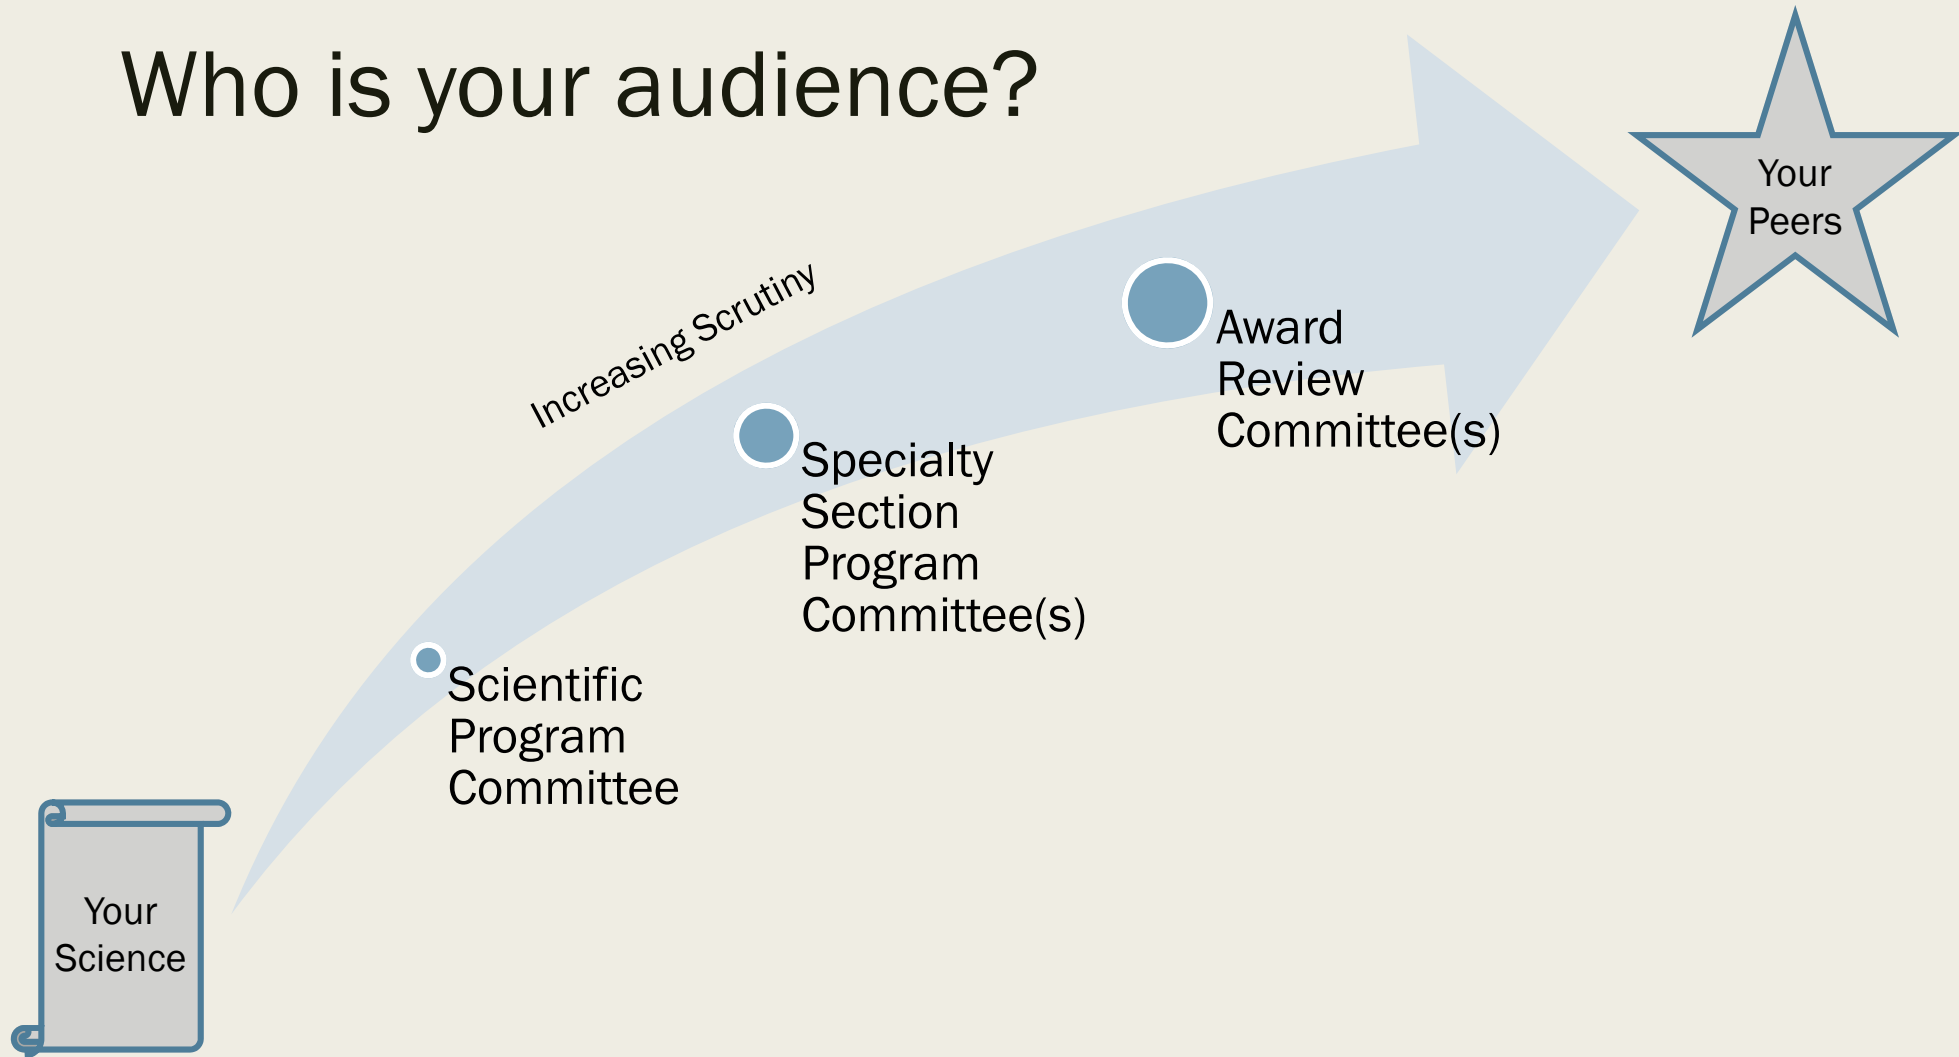 Who is your audience?
Your
Peers
Increasing Scrutiny
Award
Review
Committee(s)
Specialty
Section
Program
Committee(s)
Scientific
Program
Committee
Your
Science